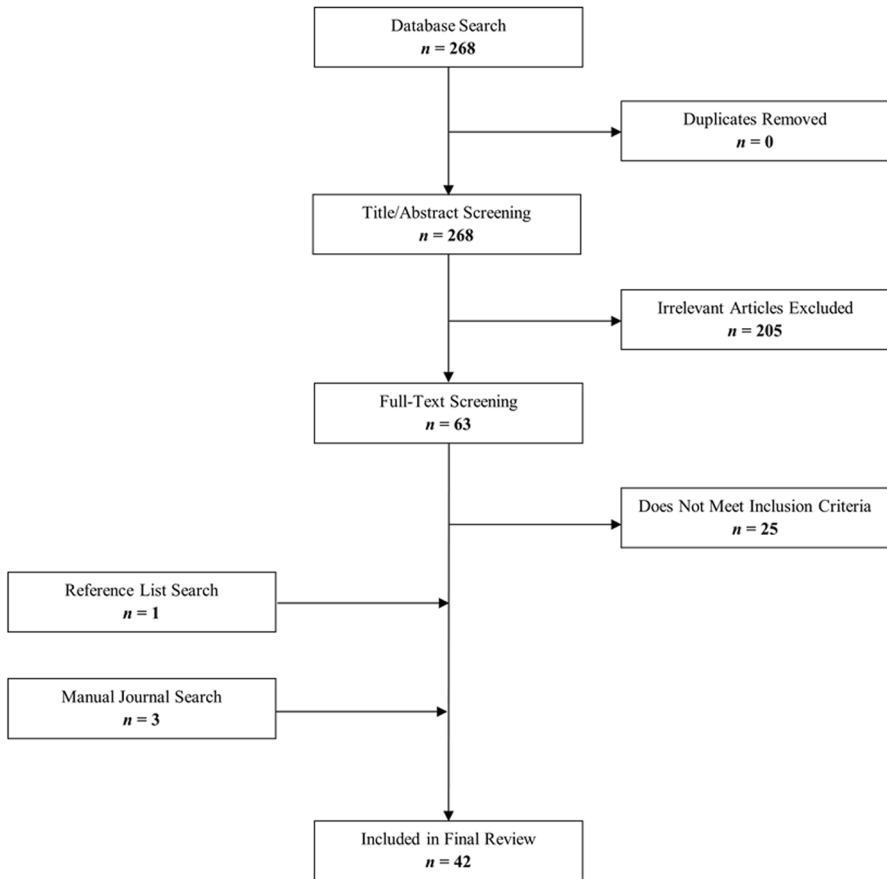 Database Search
n = 268
Duplicates Removed
n = 0
Title/Abstract Screening
n = 268
Irrelevant Articles Excluded
n = 205
Full-Text Screening
n = 63
Does Not Meet Inclusion Criteria
n = 25
Reference List Search
n = 1
Manual Journal Search
n = 3
Included in Final Review
n = 42